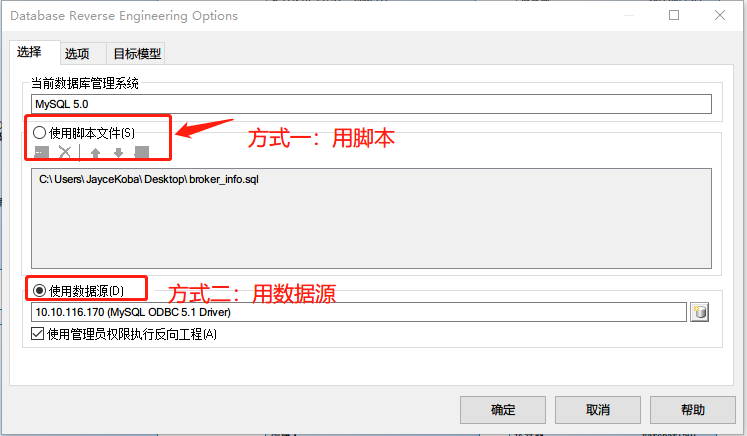 Database Reverse Engineering Options
选择
选项
目标模型
当前数据库管理系统
MySQL 5.0
使用脚本文件(S)
方式一：用脚本
C:\Users\JayceKoba\Desktop\broker_info.sql
使用数据源(D)
方式二：用数据源
10.10.116.170 (MySQL ODBC 5.1 Driver)
使用管理员权限执行反向工程(A)
确定
取消
帮助